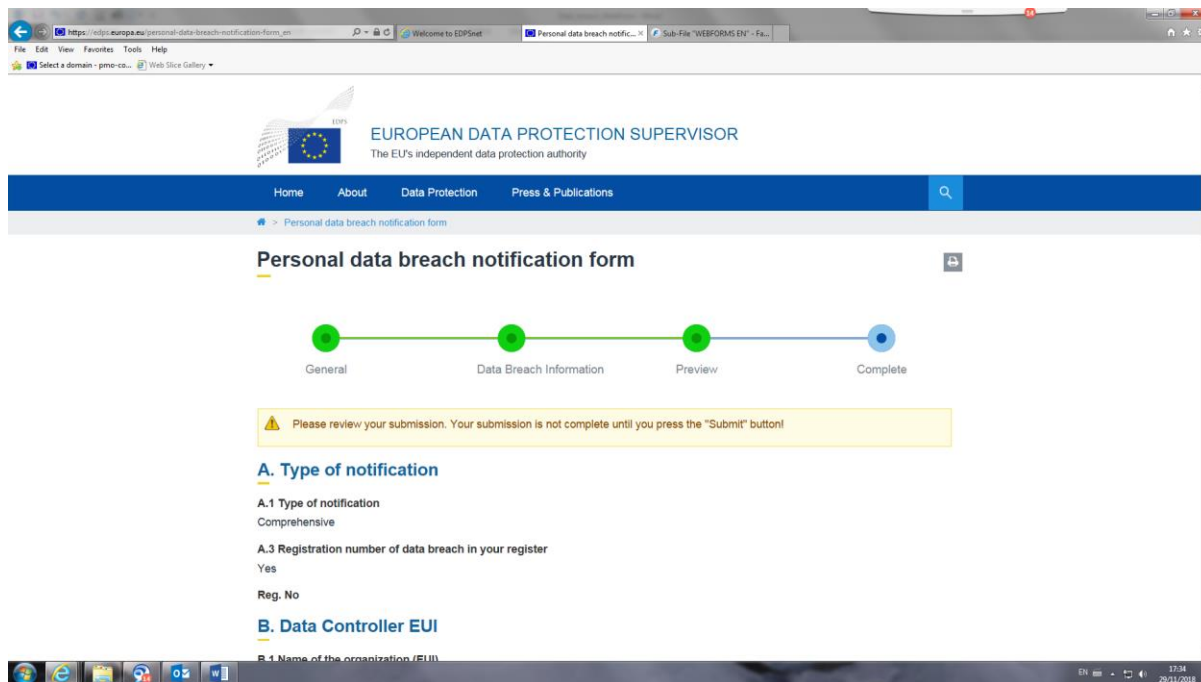 14
https://edps.europa.eu/personal-data-breach-notification-form_en
Welcome to EDPSnet
Personal data breach notific...
Sub-File "WEBFORMS EN" - Fa...
File Edit View Favorites Tools Help
Select a domain - pmo-co... Web Slice Gallery
EDPS
EUROPEAN DATA PROTECTION SUPERVISOR
The EU's independent data protection authority
Home About Data Protection Press & Publications
> Personal data breach notification form
Personal data breach notification form
General Data Breach Information Preview Complete
Please review your submission. Your submission is not complete until you press the "Submit" button!
A. Type of notification
A.1 Type of notification
Comprehensive
A.3 Registration number of data breach in your register
Yes
Reg. No
B. Data Controller EUI
B.1 Name of the organization (EUI)
EN
17:34
29/11/2018